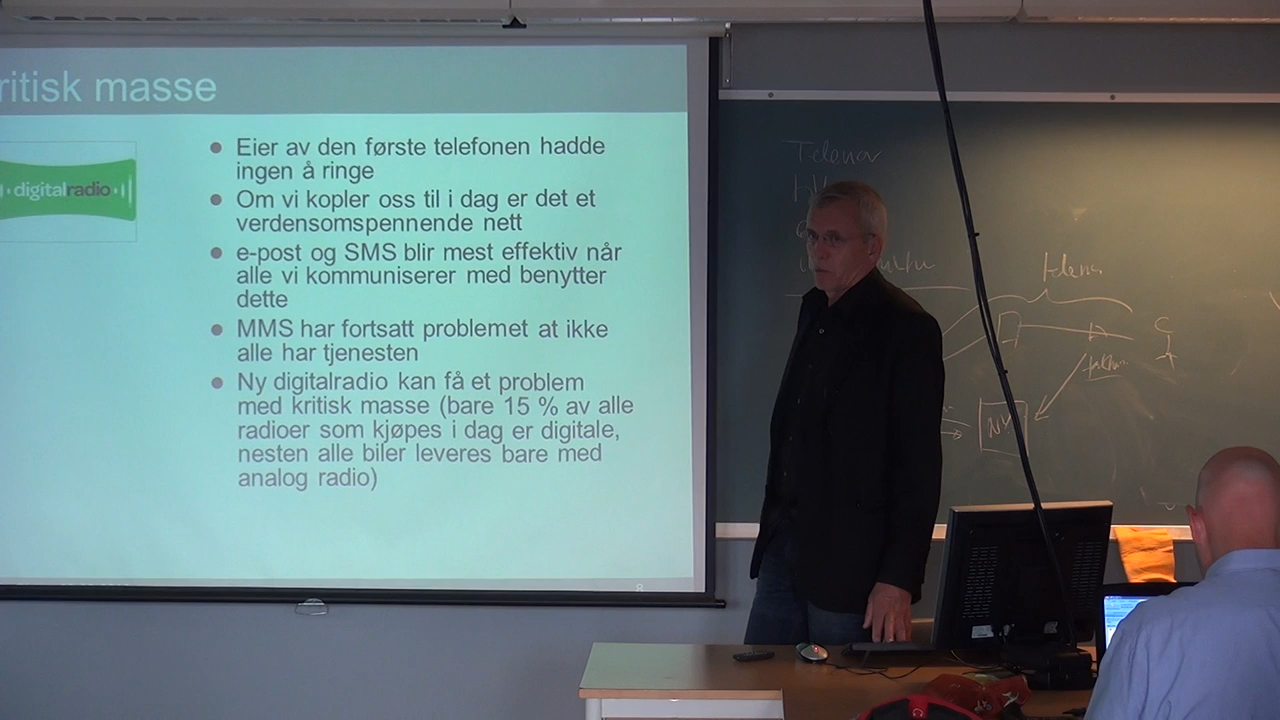 ritisk masse
digitalradio
Eier av den første telefonen hadde
ingen å ringe
Om vi kopler oss til i dag er det et
verdensomspennende nett
e-post og SMS blir mest effektiv når
alle vi kommuniserer med benytter
dette
MMS har fortsatt problemet at ikke
alle har tjenesten
Ny digitalradio kan få et problem
med kritisk masse (bare 15 % av alle
radioer som kjøpes i dag er digitale,
nesten alle biler leveres bare med
analog radio)
8
Telenor
telenor
C